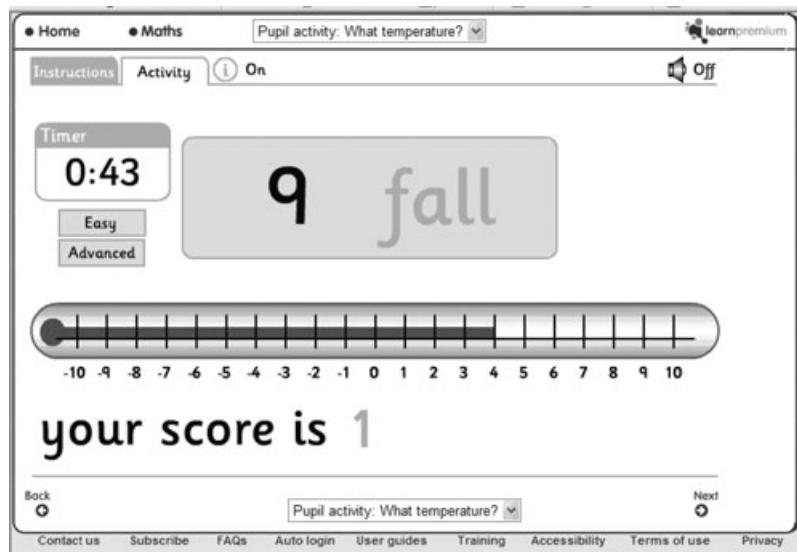 Home Maths Pupil activity: What temperature? learnpremium
Instructions Activity i On Off
Timer
0:43
9 fall
Easy
Advanced
-10 -9 -8 -7 -6 -5 -4 -3 -2 -1 0 1 2 3 4 5 6 7 8 9 10
your score is 1
Back Next
Pupil activity: What temperature?
Contact us Subscribe FAQs Auto login User guides Training Accessibility Terms of use Privacy